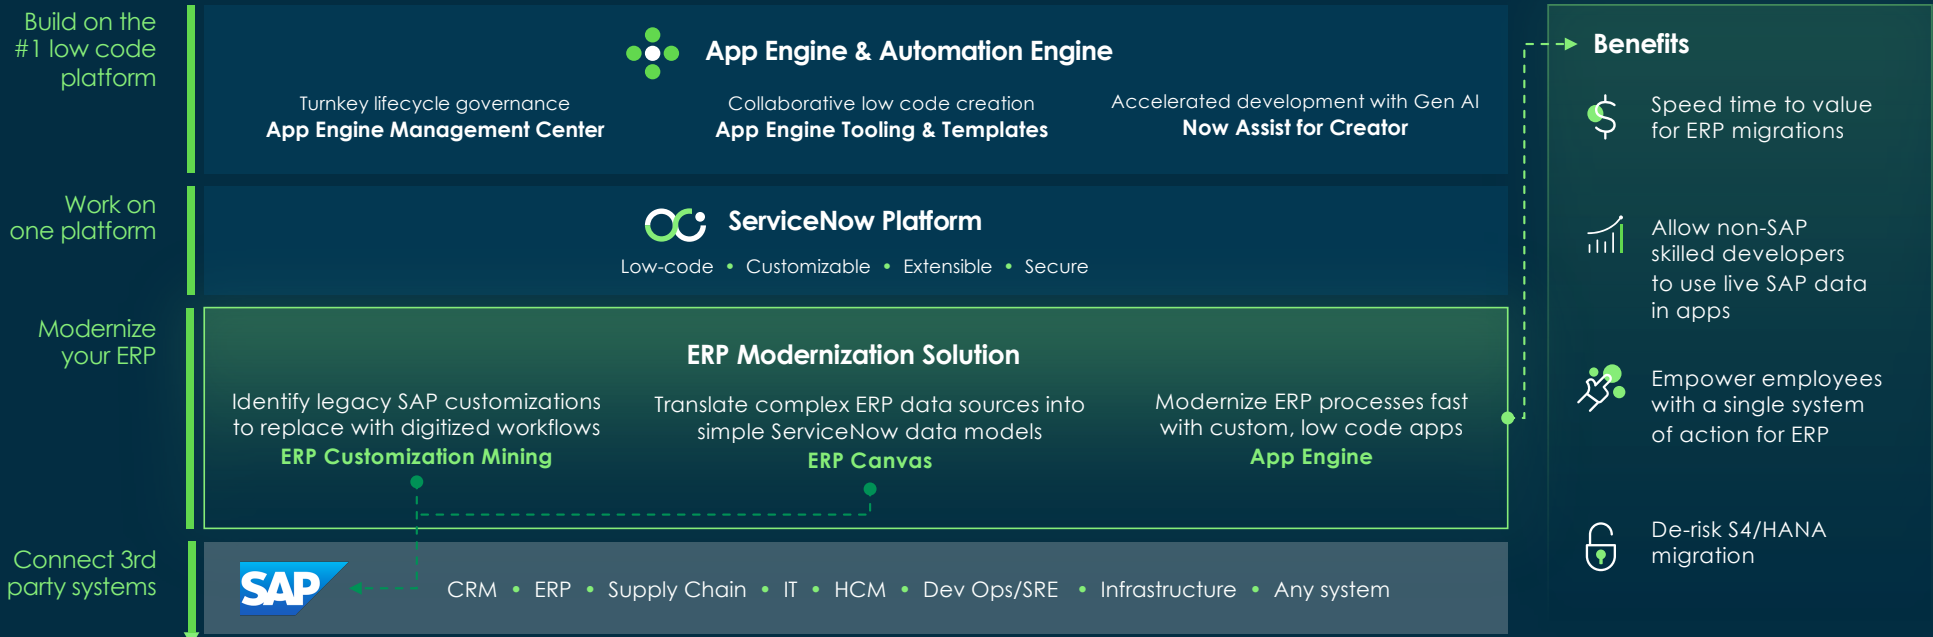 Build on the
#1 low code
platform
App Engine & Automation Engine
Turnkey lifecycle governance
App Engine Management Center
Collaborative low code creation
App Engine Tooling & Templates
Accelerated development with Gen AI
Now Assist for Creator
Work on
one platform
ServiceNow Platform
Low-code • Customizable • Extensible • Secure
Modernize
your ERP
ERP Modernization Solution
Identify legacy SAP customizations
to replace with digitized workflows
ERP Customization Mining
Translate complex ERP data sources into
simple ServiceNow data models
ERP Canvas
Modernize ERP processes fast
with custom, low code apps
App Engine
Connect 3rd
party systems
SAP
CRM • ERP • Supply Chain • IT • HCM • Dev Ops/SRE • Infrastructure • Any system
Benefits
Speed time to value
for ERP migrations
Allow non-SAP
skilled developers
to use live SAP data
in apps
Empower employees
with a single system
of action for ERP
De-risk S4/HANA
migration